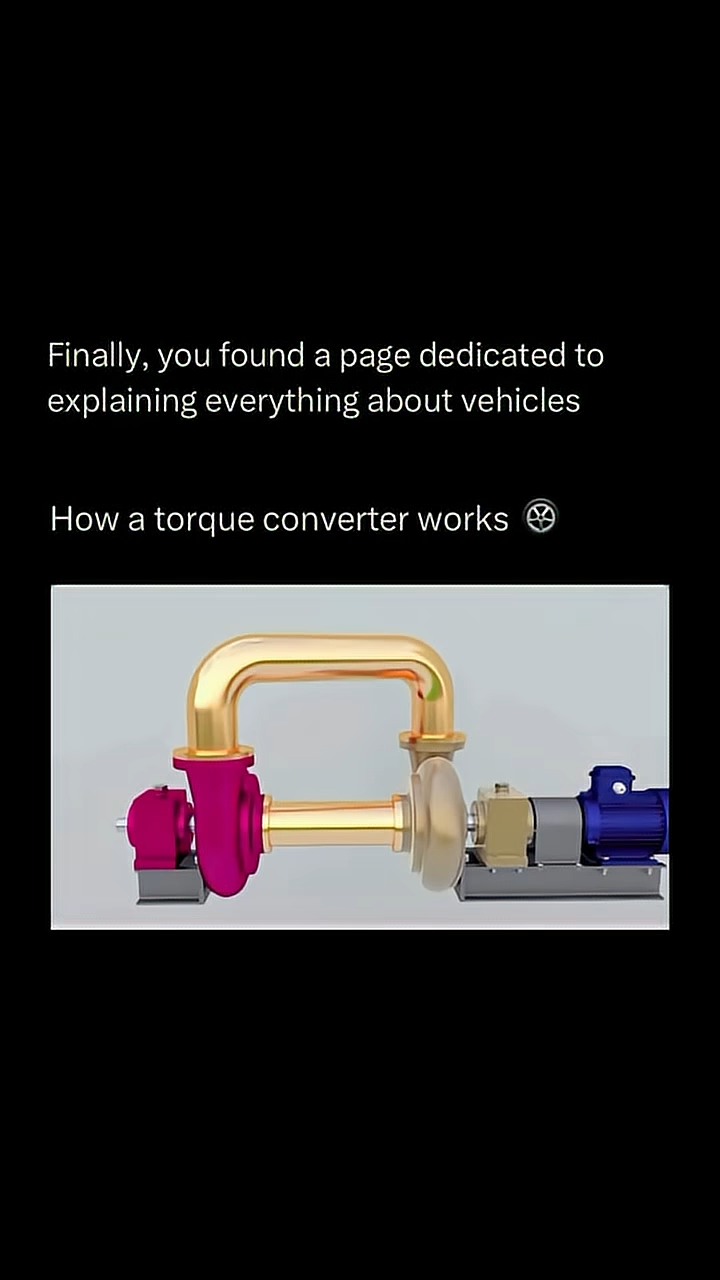 Finally, you found a page dedicated to
explaining everything about vehicles
How a torque converter works